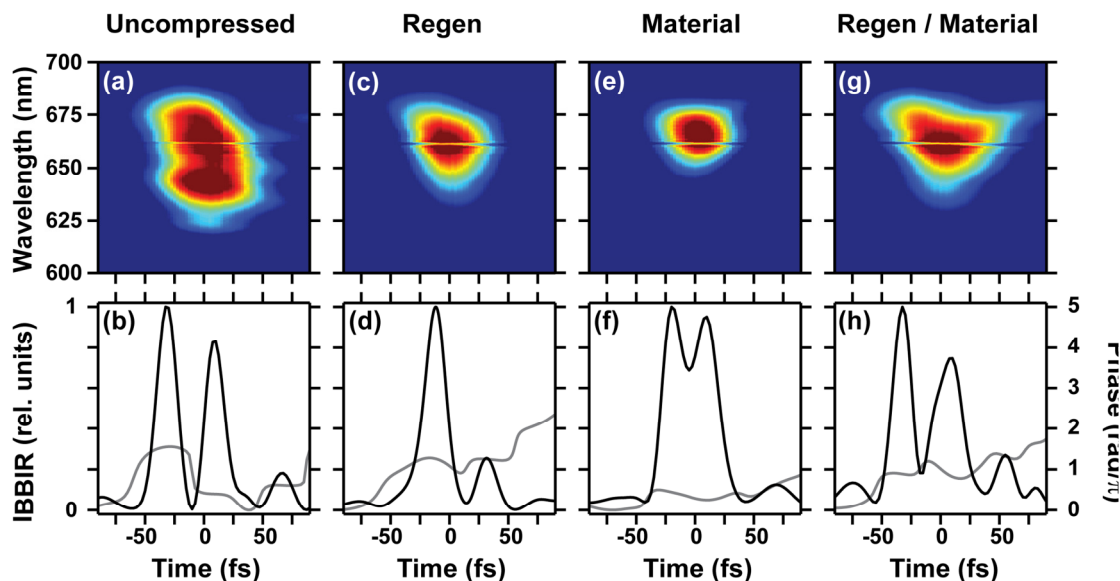 Uncompressed Regen Material Regen / Material
Wavelength (nm)
700
675
650
625
600
(a) (c) (e) (g)
IBBIR (rel. units)
1
0
(b) (d) (f) (h)
5
4
3
2
1
0
Phase (rad/π)
-50 0 50 -50 0 50 -50 0 50 -50 0 50
Time (fs) Time (fs) Time (fs) Time (fs)